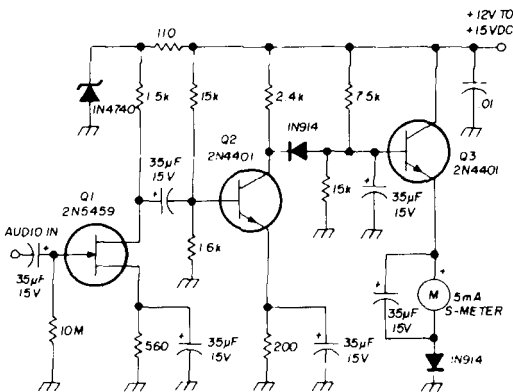 110
+12V TO
+15VDC
1N4740
1.5k
15k
2.4k
7.5k
.01
Q2
2N4401
1N914
Q3
2N4401
35µF
15V
Q1
2N5459
15k
35µF
15V
AUDIO IN
+
35µF
15V
1.6k
+
M
5mA
S-METER
35µF
15V
10M
560
35µF
15V
200
35µF
15V
1N914